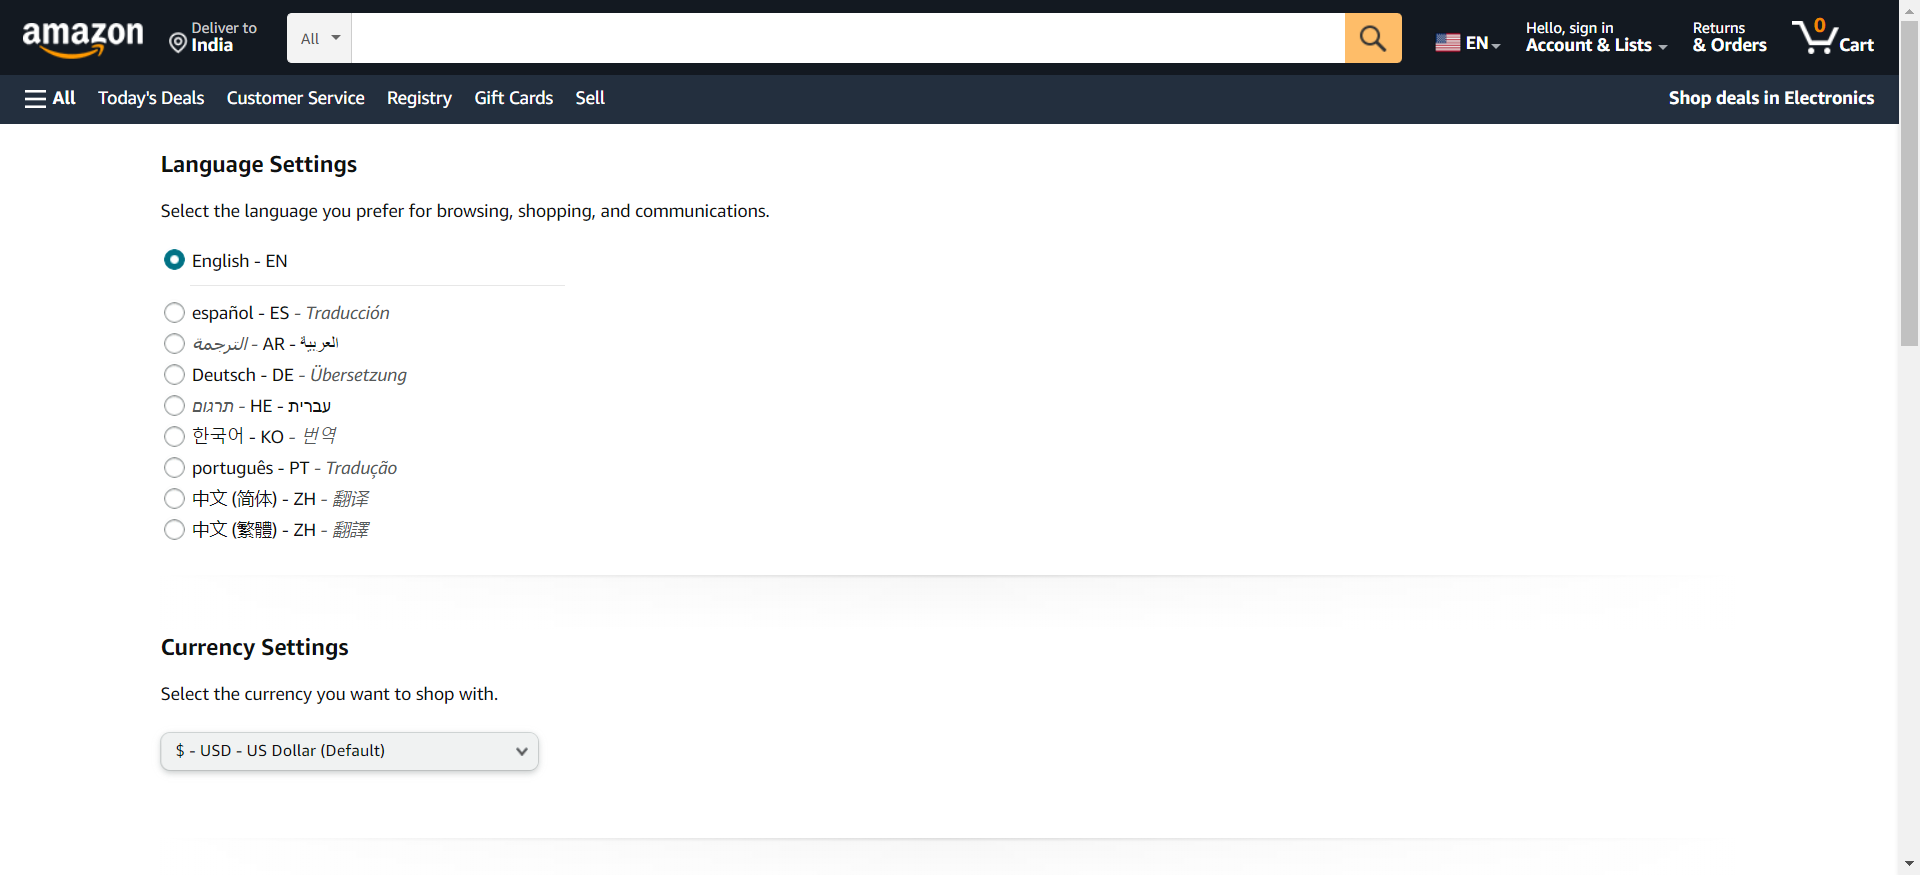 amazon
Deliver to
India
All
EN
Hello, sign in
Account & Lists
Returns
& Orders
0
Cart
All
Today's Deals
Customer Service
Registry
Gift Cards
Sell
Shop deals in Electronics
Language Settings
Select the language you prefer for browsing, shopping, and communications.
English - EN
español - ES - Traducción
العربية - AR - الترجمة
Deutsch - DE - Übersetzung
עברית - HE - תרגום
한국어 - KO - 번역
português - PT - Tradução
中文 (简体) - ZH - 翻译
中文 (繁體) - ZH - 翻譯
Currency Settings
Select the currency you want to shop with.
$ - USD - US Dollar (Default)